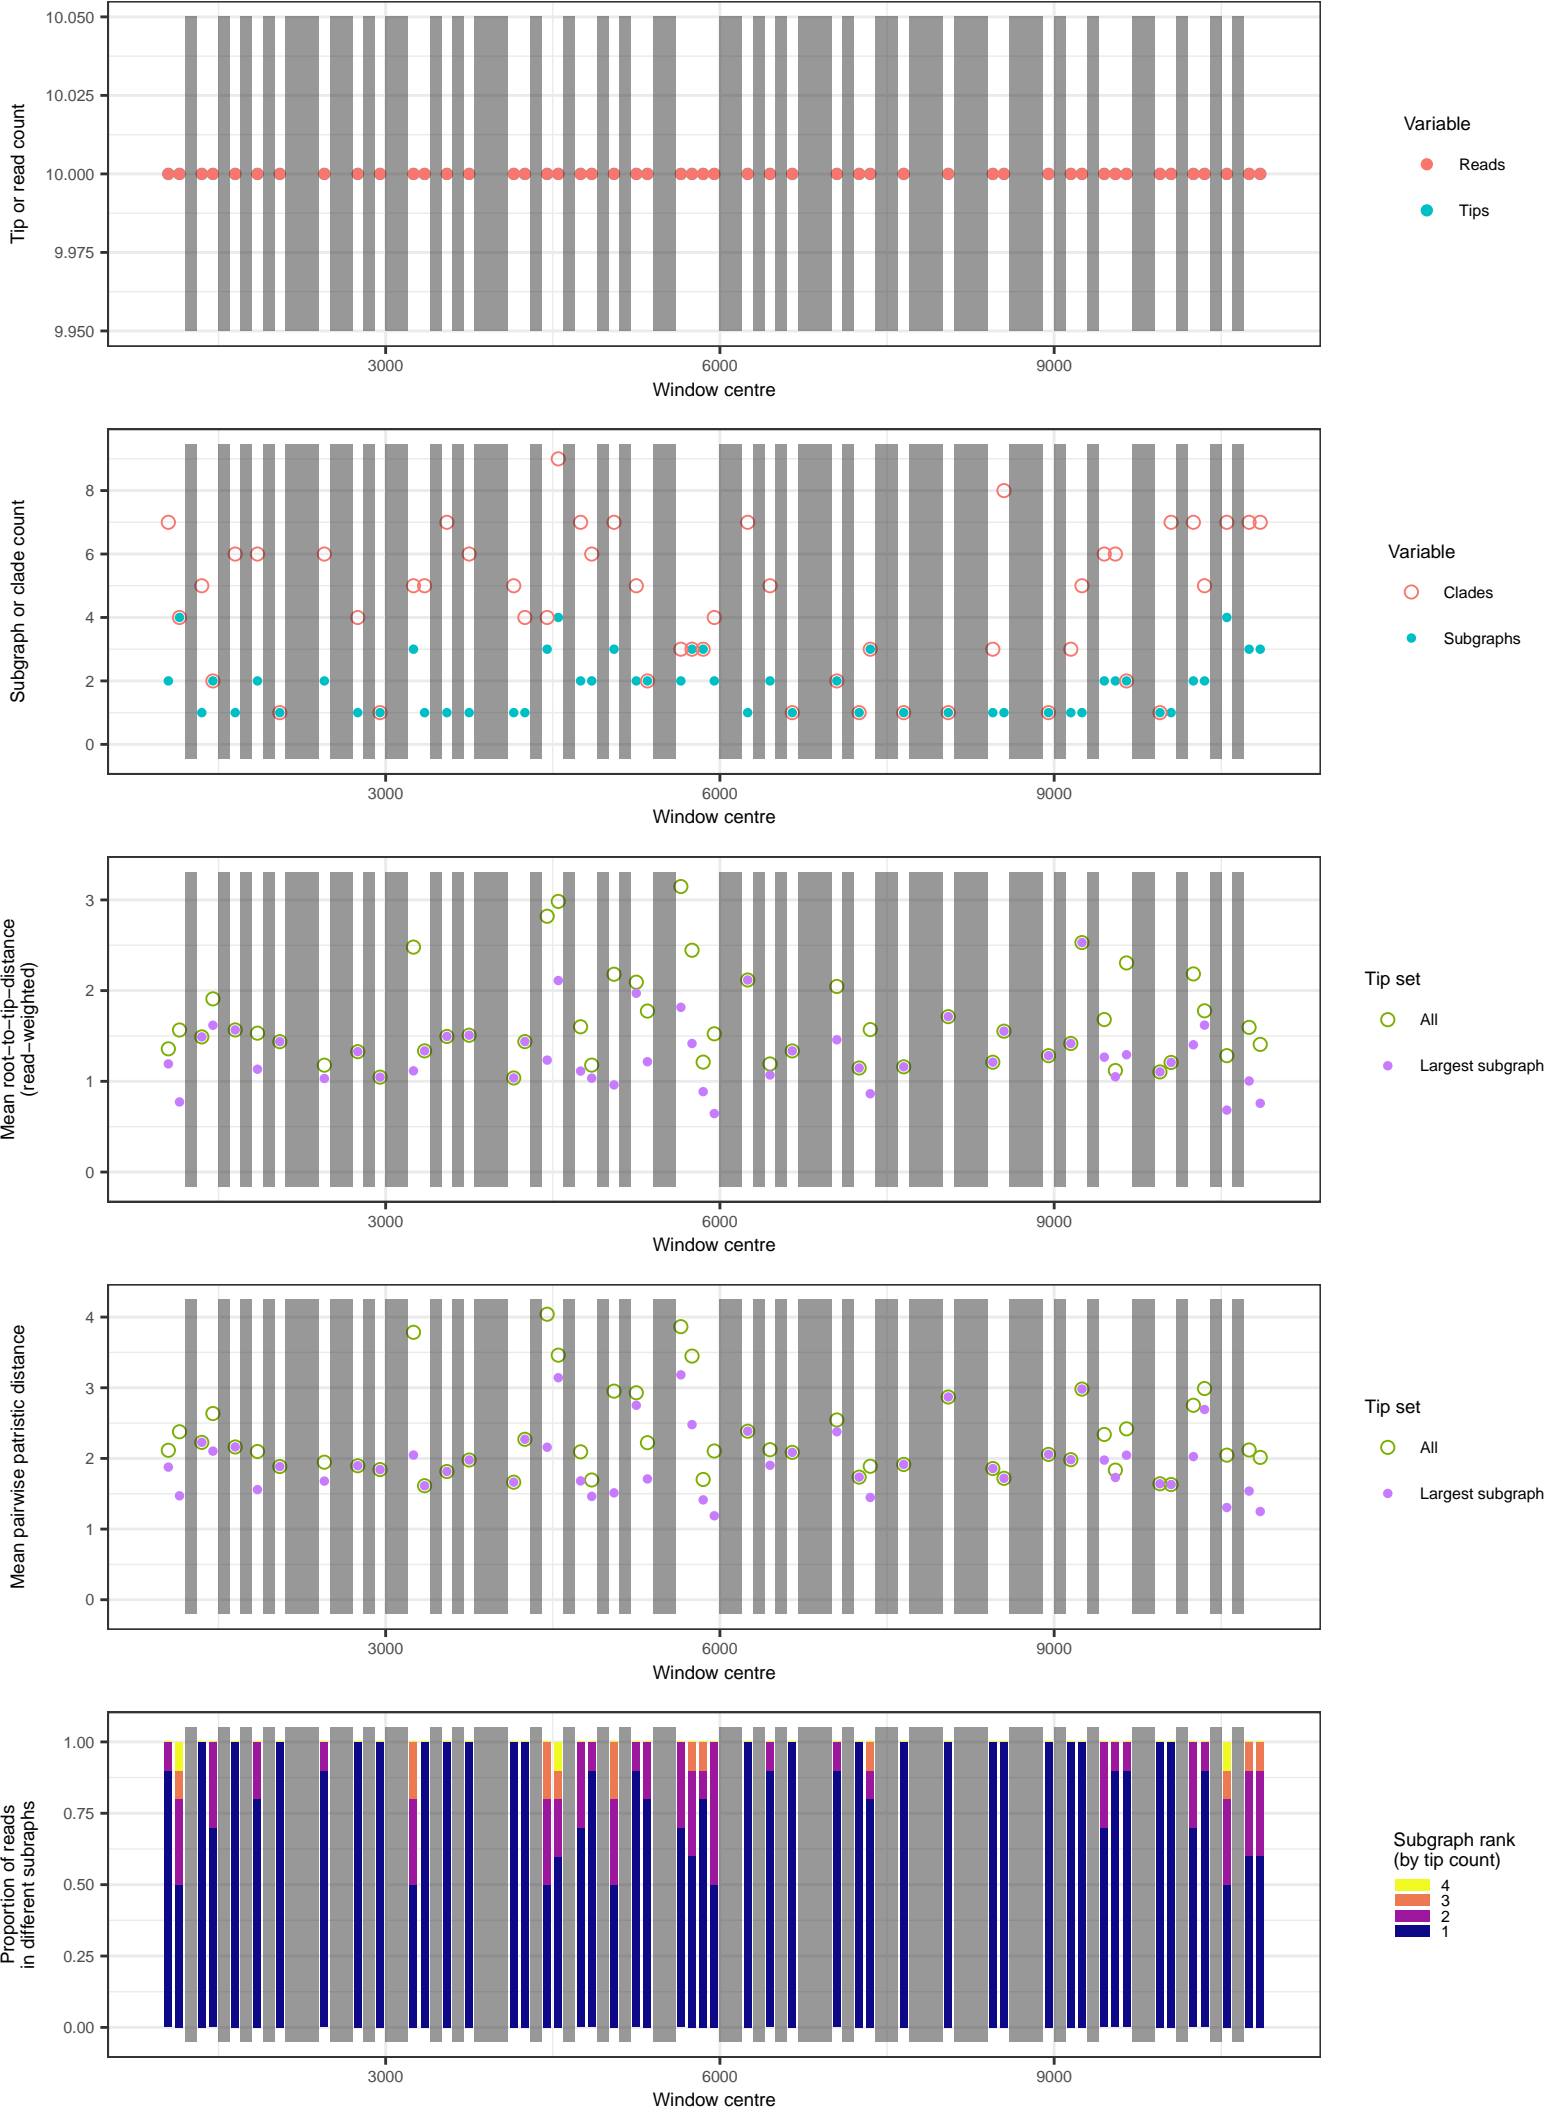 10.050
10.025
10.000
9.975
9.950
Tip or read count
3000 6000 9000
Window centre
Variable
Reads
Tips
8
6
4
2
0
Subgraph or clade count
3000 6000 9000
Window centre
Variable
Clades
Subgraphs
3
2
1
0
Mean root−to−tip−distance
(read−weighted)
3000 6000 9000
Window centre
Tip set
All
Largest subgraph
4
3
2
1
0
Mean pairwise patristic distance
3000 6000 9000
Window centre
Tip set
All
Largest subgraph
1.00
0.75
0.50
0.25
0.00
Proportion of reads
in different subraphs
3000 6000 9000
Window centre
Subgraph rank
(by tip count)
4
3
2
1